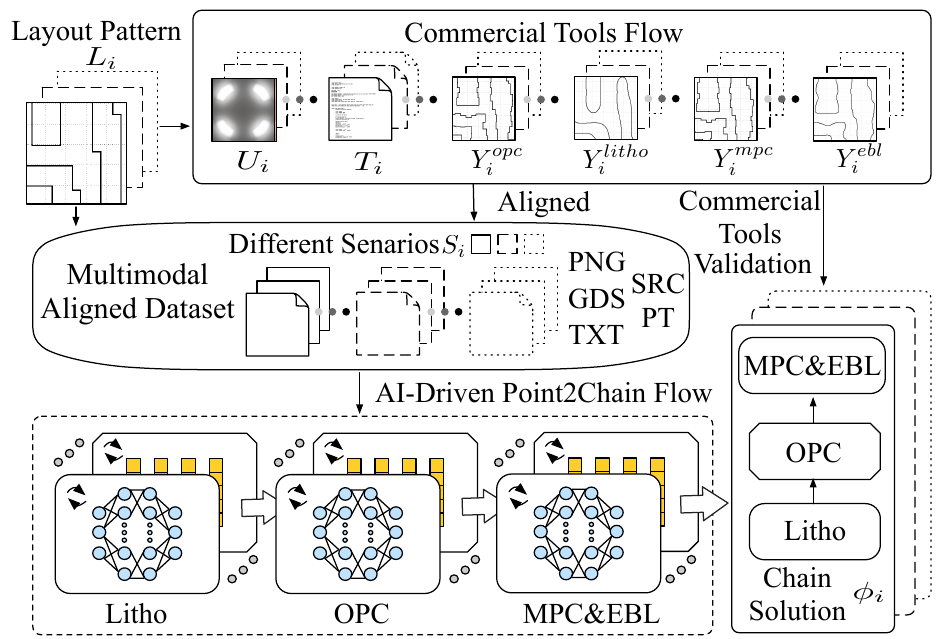 Layout Pattern
L_i
Commercial Tools Flow
U_i
T_i
Y_i^{opc}
Y_i^{litho}
Y_i^{mpc}
Y_i^{ebl}
Aligned
Commercial
Tools
Validation
Different Senarios S_i
Multimodal
Aligned Dataset
PNG
GDS
TXT
SRC
PT
AI-Driven Point2Chain Flow
Litho
OPC
MPC&EBL
MPC&EBL
OPC
Litho
Chain
Solution ϕ_i